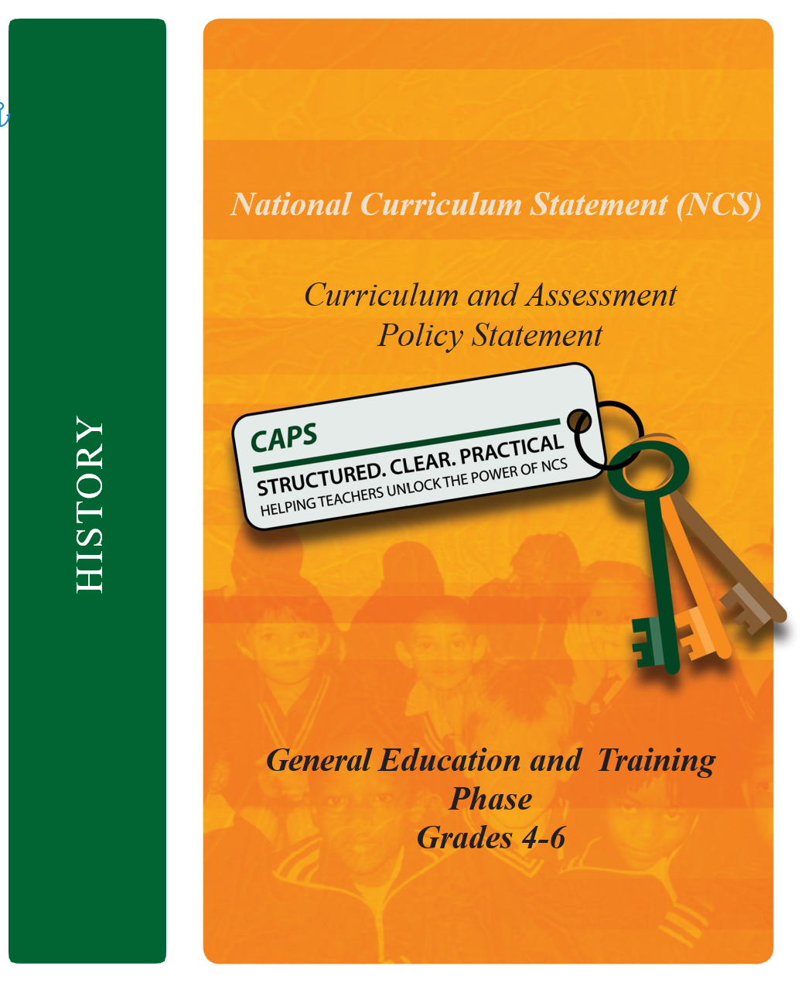 HISTORY
National Curriculum Statement (NCS)
Curriculum and Assessment
Policy Statement
CAPS
STRUCTURED. CLEAR. PRACTICAL
HELPING TEACHERS UNLOCK THE POWER OF NCS
General Education and Training
Phase
Grades 4-6